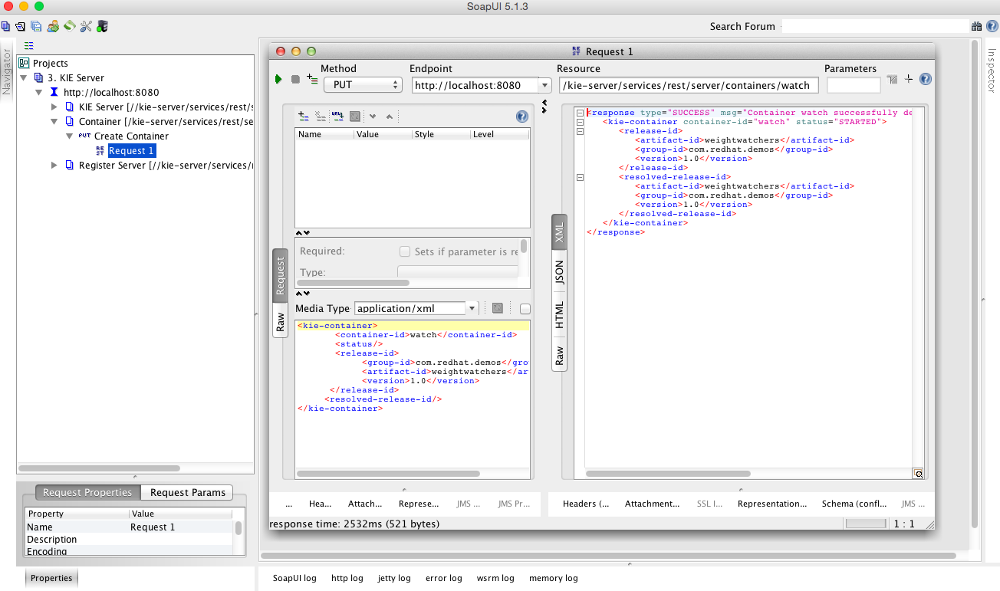 SoapUI 5.1.3
Search Forum
Navigator
Projects
3. KIE Server
http://localhost:8080
KIE Server [//kie-server/services/rest/s
Container [/kie-server/services/rest/se
PUT Create Container
REST Request 1
Register Server [//kie-server/services/r
Request Properties Request Params
Property Value
Name Request 1
Description
Encoding
Properties
REST Request 1
Method Endpoint Resource Parameters
PUT http://localhost:8080 /kie-server/services/rest/server/containers/watch
Name Value Style Level
Required: Sets if parameter is re
Type:
Request
Raw
Media Type application/xml
<kie-container>
<container-id>watch</container-id>
<status/>
<release-id>
<group-id>com.redhat.demos</gro
<artifact-id>weightwatchers</ar
<version>1.0</version>
</release-id>
<resolved-release-id/>
</kie-container>
XML
JSON
HTML
Raw
<response type="SUCCESS" msg="Container watch successfully de
<kie-container container-id="watch" status="STARTED">
<release-id>
<artifact-id>weightwatchers</artifact-id>
<group-id>com.redhat.demos</group-id>
<version>1.0</version>
</release-id>
<resolved-release-id>
<artifact-id>weightwatchers</artifact-id>
<group-id>com.redhat.demos</group-id>
<version>1.0</version>
</resolved-release-id>
</kie-container>
</response>
... Hea... Attach... Represe... JMS ... JMS Pr...
Headers (... Attachment... SSL I... Representation... Schema (confl... JMS ...
response time: 2532ms (521 bytes)
1 : 1
Inspector
SoapUI log http log jetty log error log wsrm log memory log